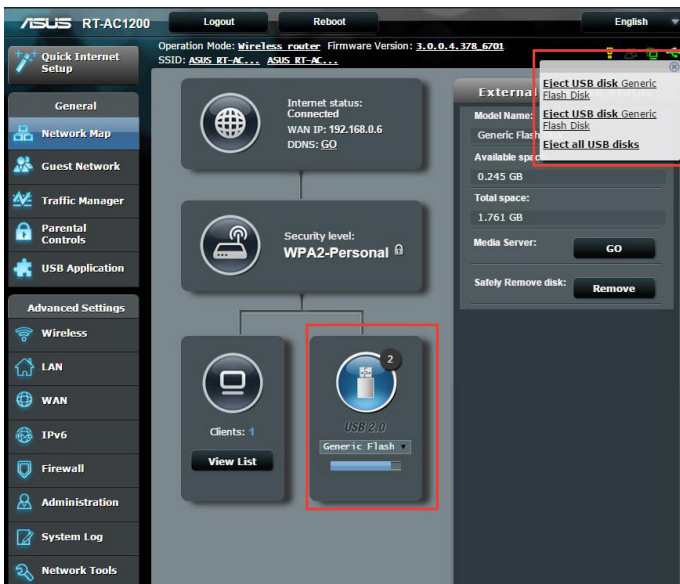 ASUS RT-AC1200
Logout
Reboot
English
Quick Internet
Setup
Operation Mode: Wireless router Firmware Version: 3.0.0.4.378_6701
SSID: ASUS RT-AC... ASUS RT-AC...
General
Network Map
Guest Network
Traffic Manager
Parental
Controls
USB Application
Advanced Settings
Wireless
LAN
WAN
IPv6
Firewall
Administration
System Log
Network Tools
Internet status:
Connected
WAN IP: 192.168.0.6
DDNS: GO
Security level:
WPA2-Personal
Clients: 1
View List
2
USB 2.0
Generic Flash
External
Model Name:
Generic Flash
Available space
0.245 GB
Total space:
1.761 GB
Media Server:
GO
Safely Remove disk:
Remove
Eject USB disk Generic
Flash Disk
Eject USB disk Generic
Flash Disk
Eject all USB disks